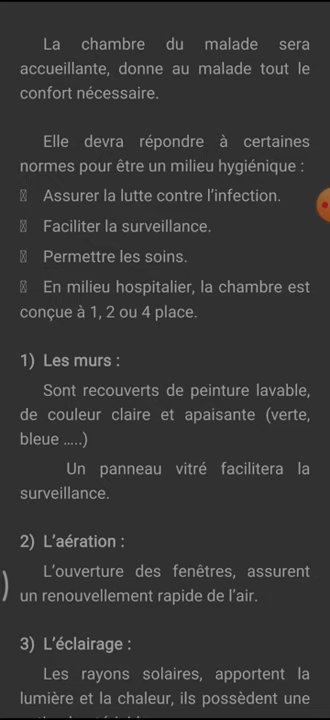 La chambre du malade sera
accueillante, donne au malade tout le
confort nécessaire.
Elle devra répondre à certaines
normes pour être un milieu hygiénique :
Assurer la lutte contre l’infection.
Faciliter la surveillance.
Permettre les soins.
En milieu hospitalier, la chambre est
conçue à 1, 2 ou 4 place.
1) Les murs :
Sont recouverts de peinture lavable,
de couleur claire et apaisante (verte,
bleue .....)
Un panneau vitré facilitera la
surveillance.
2) L’aération :
L’ouverture des fenêtres, assurent
un renouvellement rapide de l’air.
3) L’éclairage :
Les rayons solaires, apportent la
lumière et la chaleur, ils possèdent une